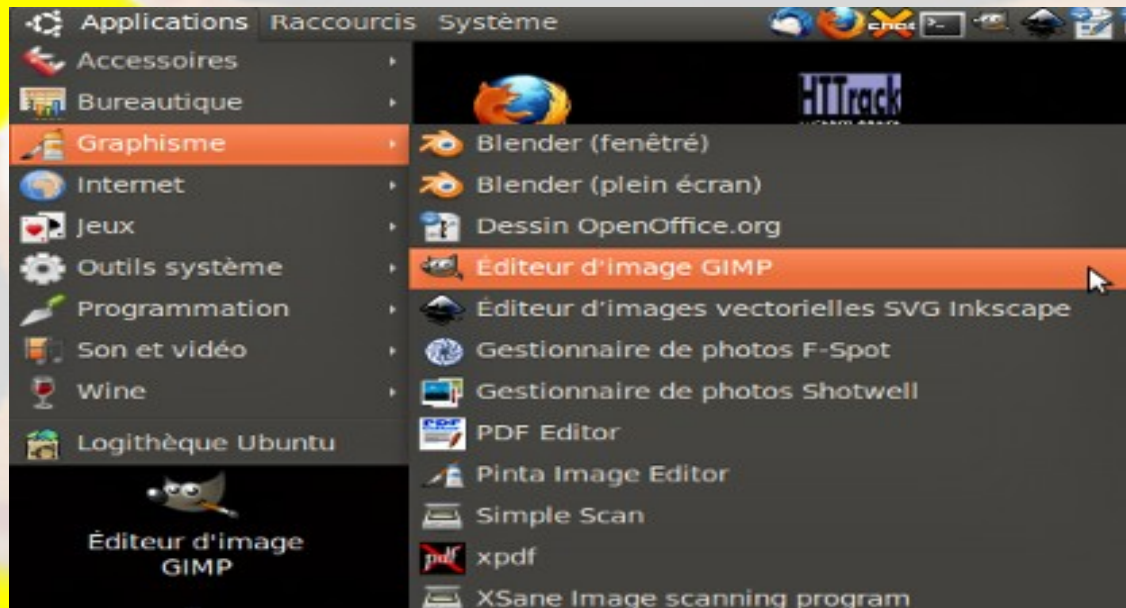 Applications Raccourcis Système
Accessoires
Bureautique
Graphisme
Internet
Jeux
Outils système
Programmation
Son et vidéo
Wine
Logithèque Ubuntu
Éditeur d'image
GIMP
HTTrack
Blender (fenêtré)
Blender (plein écran)
Dessin OpenOffice.org
Éditeur d'image GIMP
Éditeur d'images vectorielles SVG Inkscape
Gestionnaire de photos F-Spot
Gestionnaire de photos Shotwell
PDF Editor
Pinta Image Editor
Simple Scan
xpdf
XSane Image scanning program